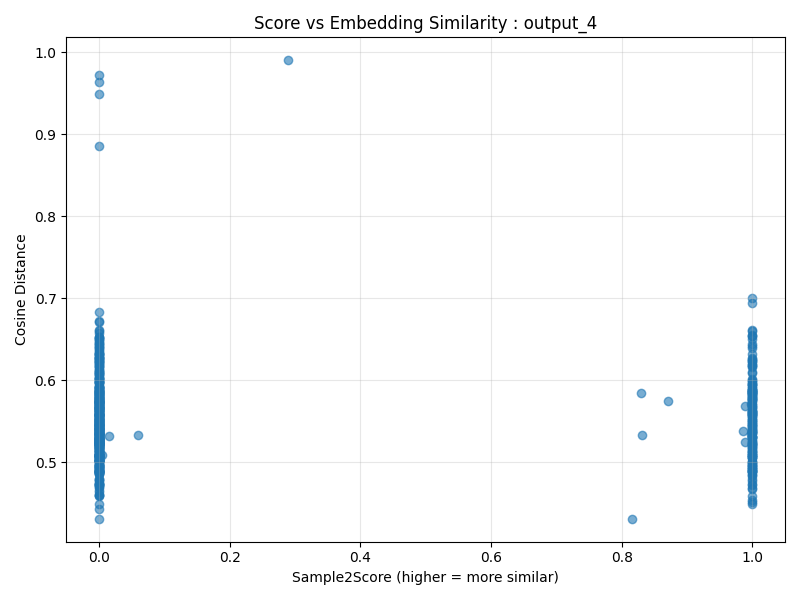 Score vs Embedding Similarity : output_4
Cosine Distance
1.0
0.9
0.8
0.7
0.6
0.5
0.0 0.2 0.4 0.6 0.8 1.0
Sample2Score (higher = more similar)